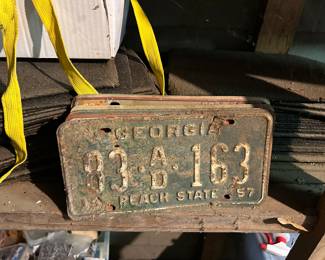 GEORGIA
83 A/D 163
PEACH STATE 57